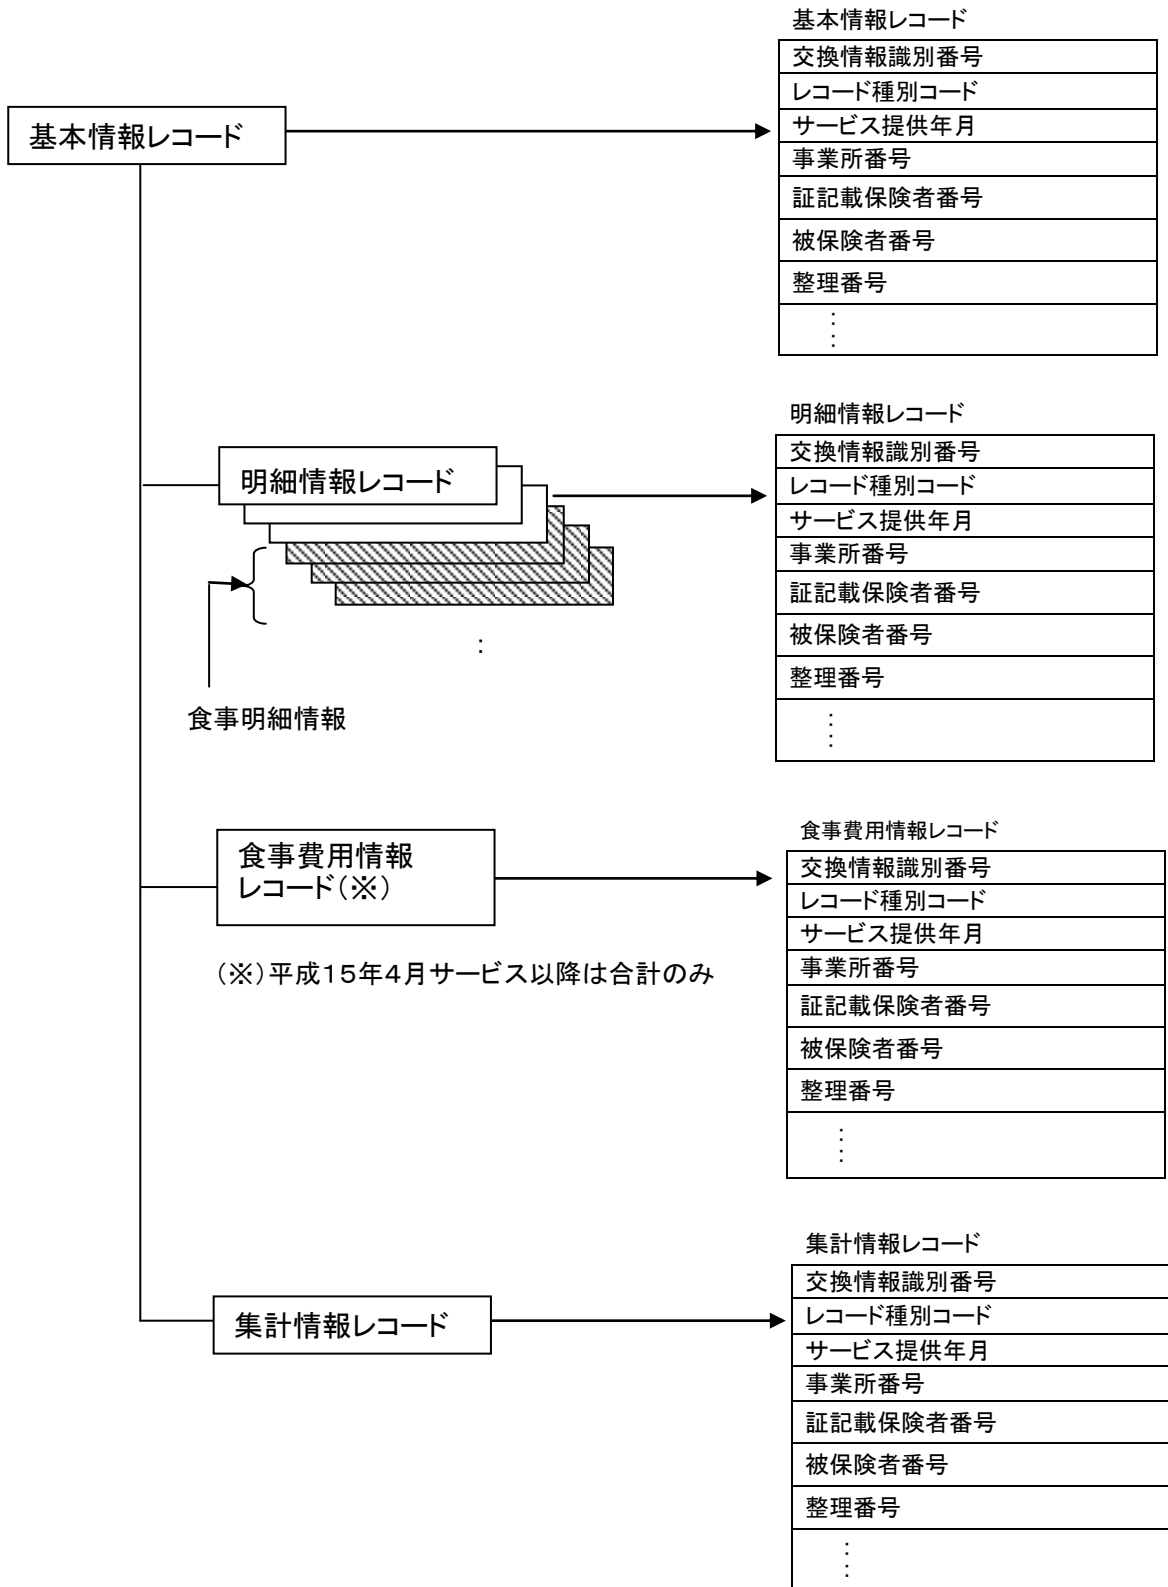 基本情報レコード
交換情報識別番号
レコード種別コード
サービス提供年月
事業所番号
証記載保険者番号
被保険者番号
整理番号
:
:
基本情報レコード
明細情報レコード
交換情報識別番号
レコード種別コード
サービス提供年月
事業所番号
証記載保険者番号
被保険者番号
整理番号
:
:
明細情報レコード
:
食事明細情報
食事費用情報レコード
交換情報識別番号
レコード種別コード
サービス提供年月
事業所番号
証記載保険者番号
被保険者番号
整理番号
:
:
食事費用情報
レコード(※)
(※)平成15年4月サービス以降は合計のみ
集計情報レコード
交換情報識別番号
レコード種別コード
サービス提供年月
事業所番号
証記載保険者番号
被保険者番号
整理番号
:
:
集計情報レコード